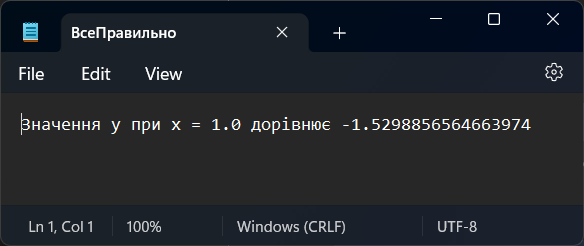 ВсеПравильно
File Edit View
Значення y при x = 1.0 дорівнює -1.5298856564663974
Ln 1, Col 1 100% Windows (CRLF) UTF-8